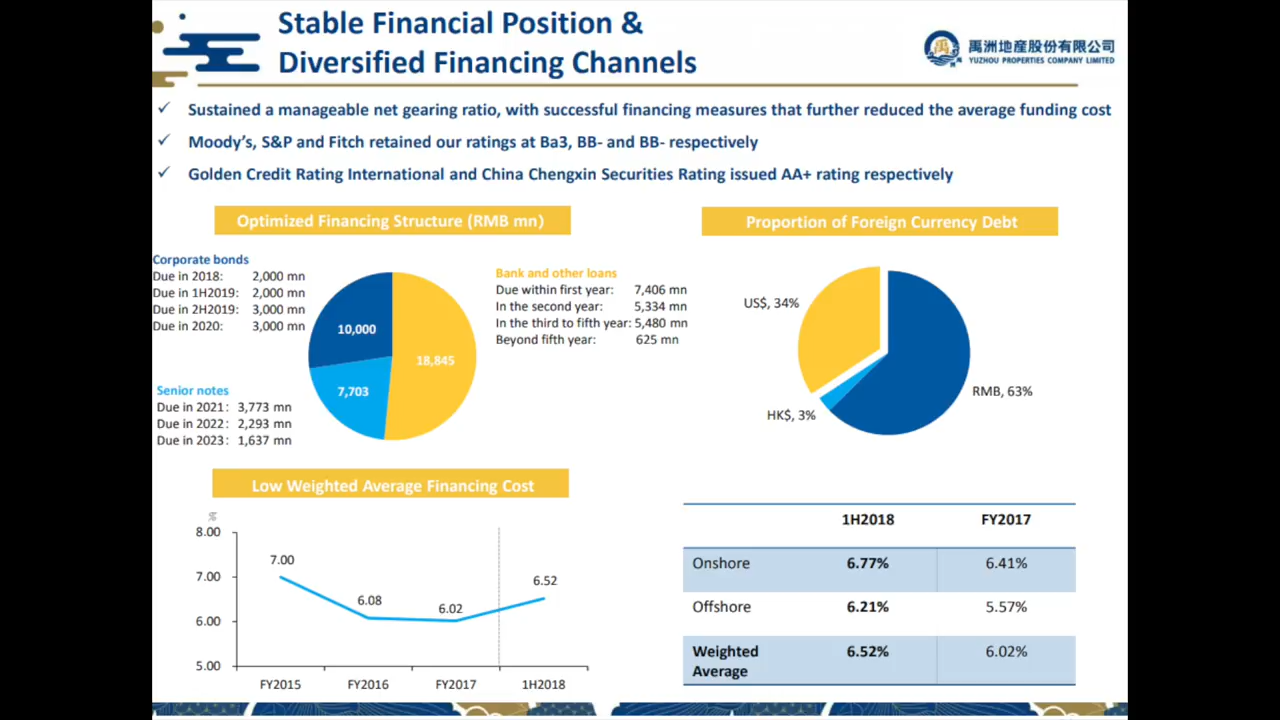 Stable Financial Position &
Diversified Financing Channels
禹洲地產股份有限公司
YUZHOU PROPERTIES COMPANY LIMITED
✓ Sustained a manageable net gearing ratio, with successful financing measures that further reduced the average funding cost
✓ Moody's, S&P and Fitch retained our ratings at Ba3, BB- and BB- respectively
✓ Golden Credit Rating International and China Chengxin Securities Rating issued AA+ rating respectively
Optimized Financing Structure (RMB mn)
Corporate bonds
Due in 2018: 2,000 mn
Due in 1H2019: 2,000 mn
Due in 2H2019: 3,000 mn
Due in 2020: 3,000 mn
Senior notes
Due in 2021: 3,773 mn
Due in 2022: 2,293 mn
Due in 2023: 1,637 mn
10,000
18,845
7,703
Bank and other loans
Due within first year: 7,406 mn
In the second year: 5,334 mn
In the third to fifth year: 5,480 mn
Beyond fifth year: 625 mn
Proportion of Foreign Currency Debt
US$, 34%
RMB, 63%
HK$, 3%
Low Weighted Average Financing Cost
%
8.00
7.00
6.00
5.00
7.00
6.08
6.02
6.52
FY2015 FY2016 FY2017 1H2018
1H2018 FY2017
Onshore 6.77% 6.41%
Offshore 6.21% 5.57%
Weighted Average 6.52% 6.02%